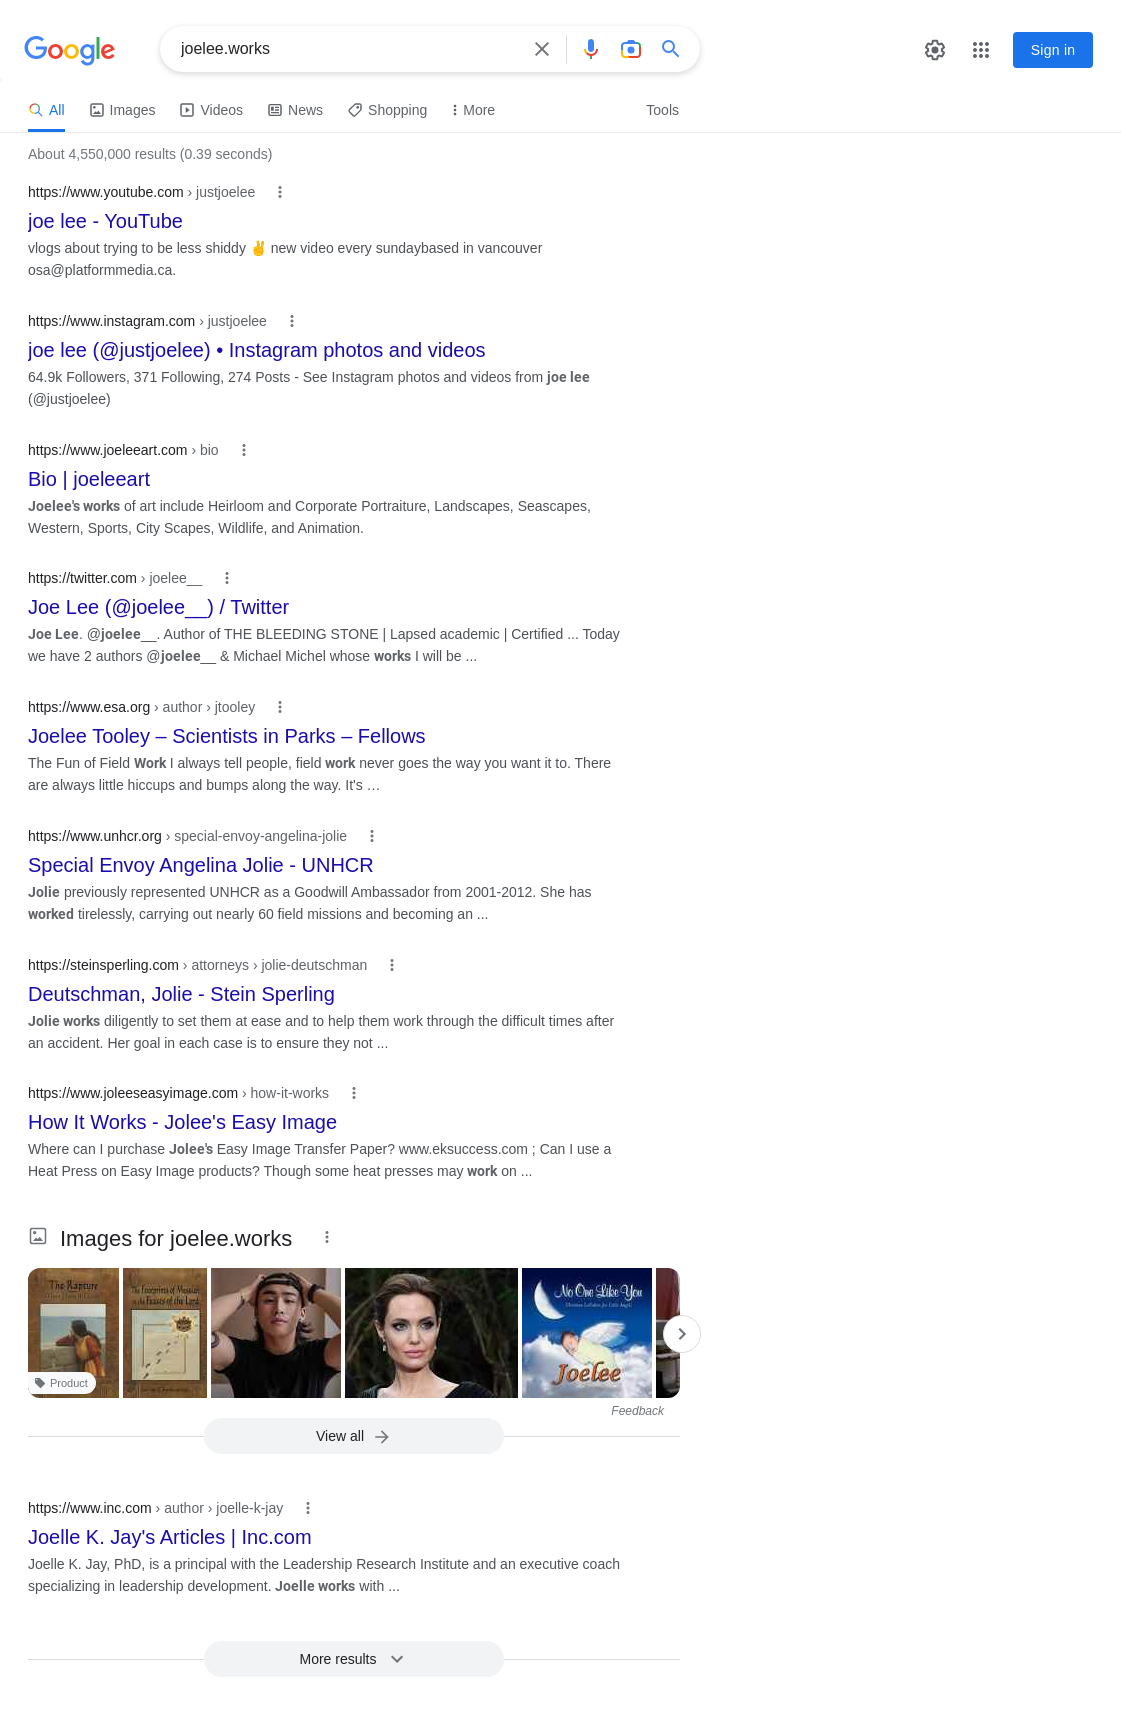 Google
joelee.works
Sign in
All
Images
Videos
News
Shopping
More
Tools
About 4,550,000 results (0.39 seconds)
https://www.youtube.com › justjoelee
joe lee - YouTube
vlogs about trying to be less shiddy ✌ new video every sundaybased in vancouver
osa@platformmedia.ca.
https://www.instagram.com › justjoelee
joe lee (@justjoelee) • Instagram photos and videos
64.9k Followers, 371 Following, 274 Posts - See Instagram photos and videos from joe lee
(@justjoelee)
https://www.joeleeart.com › bio
Bio | joeleeart
Joelee's works of art include Heirloom and Corporate Portraiture, Landscapes, Seascapes,
Western, Sports, City Scapes, Wildlife, and Animation.
https://twitter.com › joelee__
Joe Lee (@joelee__) / Twitter
Joe Lee. @joelee__. Author of THE BLEEDING STONE | Lapsed academic | Certified ... Today
we have 2 authors @joelee__ & Michael Michel whose works I will be ...
https://www.esa.org › author › jtooley
Joelee Tooley – Scientists in Parks – Fellows
The Fun of Field Work I always tell people, field work never goes the way you want it to. There
are always little hiccups and bumps along the way. It's …
https://www.unhcr.org › special-envoy-angelina-jolie
Special Envoy Angelina Jolie - UNHCR
Jolie previously represented UNHCR as a Goodwill Ambassador from 2001-2012. She has
worked tirelessly, carrying out nearly 60 field missions and becoming an ...
https://steinsperling.com › attorneys › jolie-deutschman
Deutschman, Jolie - Stein Sperling
Jolie works diligently to set them at ease and to help them work through the difficult times after
an accident. Her goal in each case is to ensure they not ...
https://www.joleeseasyimage.com › how-it-works
How It Works - Jolee's Easy Image
Where can I purchase Jolee's Easy Image Transfer Paper? www.eksuccess.com ; Can I use a
Heat Press on Easy Image products? Though some heat presses may work on ...
Images for joelee.works
The Rapture
The Footprints of Messiah
in the Feasts of the Lord
No One Like You
Joelee
Product
Feedback
View all
https://www.inc.com › author › joelle-k-jay
Joelle K. Jay's Articles | Inc.com
Joelle K. Jay, PhD, is a principal with the Leadership Research Institute and an executive coach
specializing in leadership development. Joelle works with ...
More results